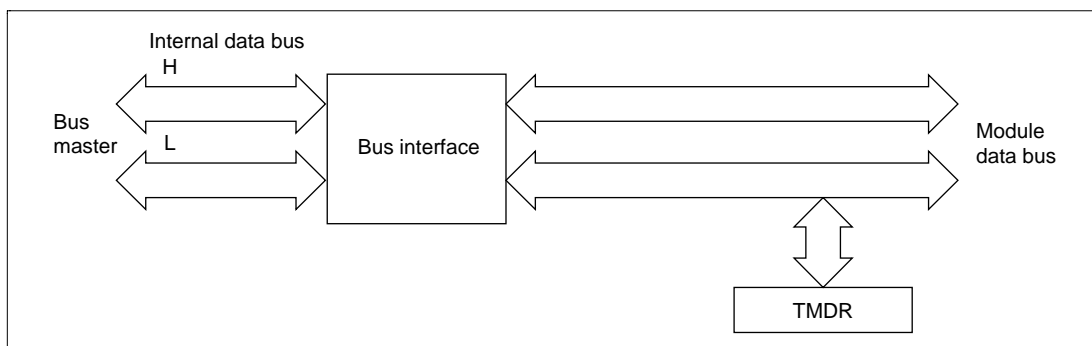 Internal data bus
H
Bus
master
L
Bus interface
Module
data bus
TMDR